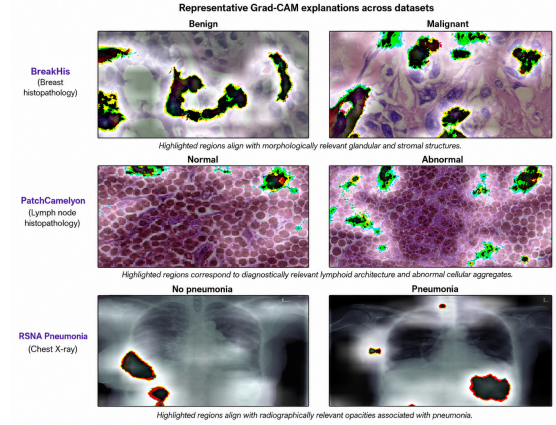 Representative Grad-CAM explanations across datasets
Benign
Malignant
BreakHis
(Breast
histopathology)
Highlighted regions align with morphologically relevant glandular and stromal structures.
Normal
Abnormal
PatchCamelyon
(Lymph node
histopathology)
Highlighted regions correspond to diagnostically relevant lymphoid architecture and abnormal cellular aggregates.
No pneumonia
Pneumonia
RSNA Pneumonia
(Chest X-ray)
Highlighted regions align with radiographically relevant opacities associated with pneumonia.